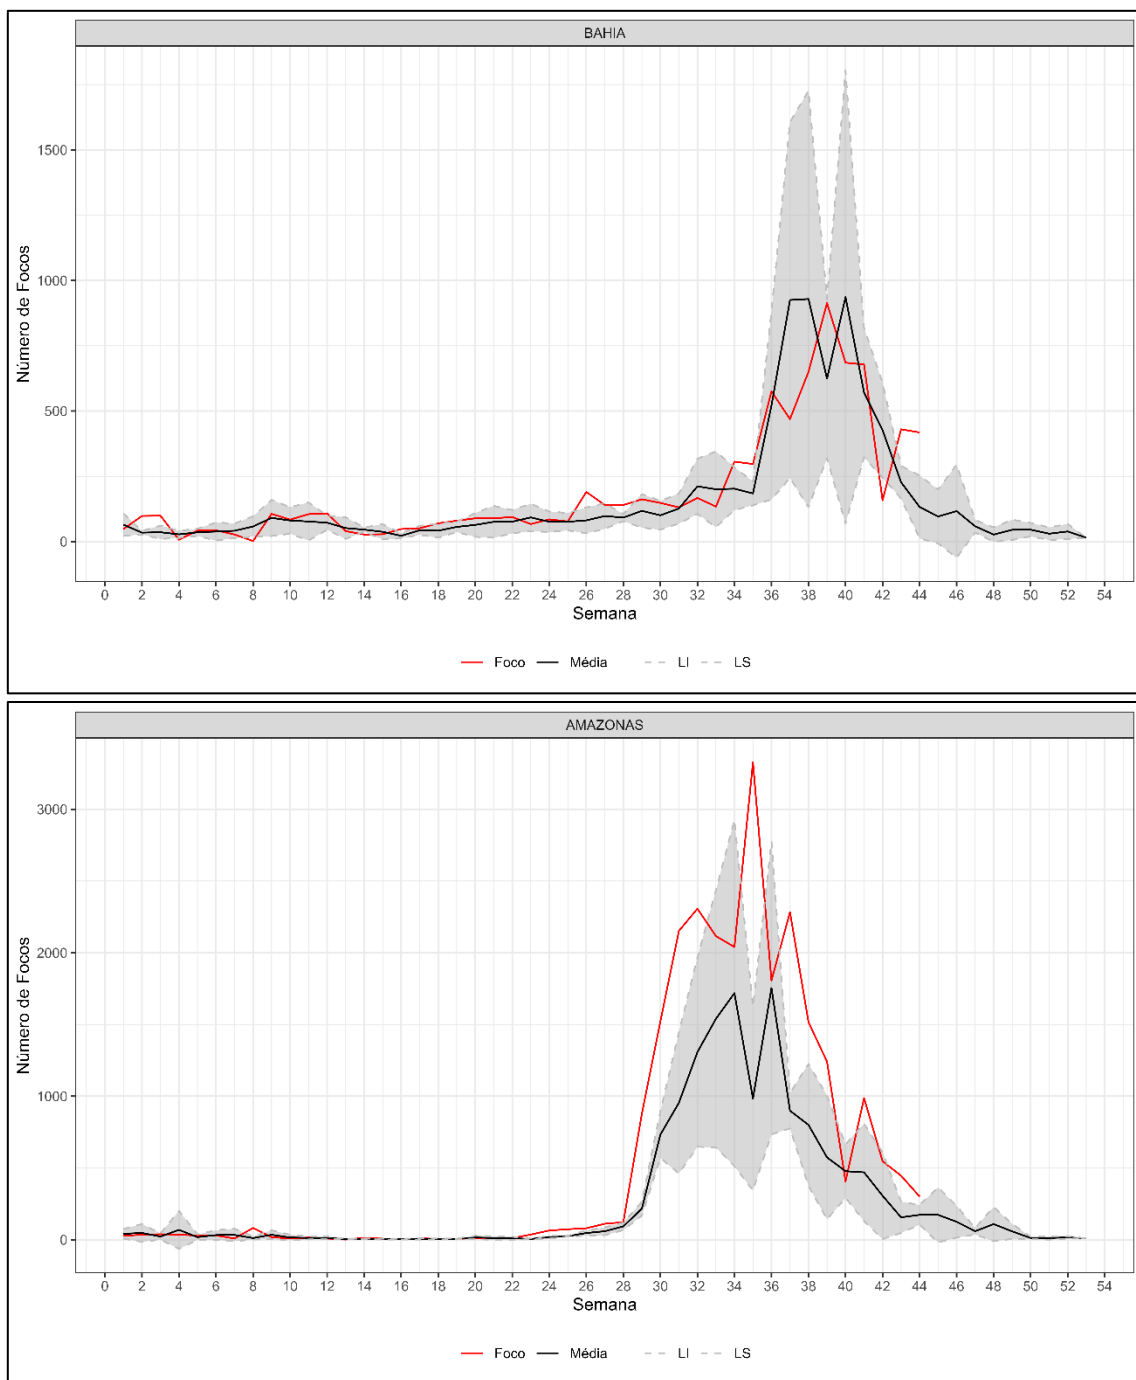 BAHIA
Número de Focos
1500
1000
500
0
0 2 4 6 8 10 12 14 16 18 20 22 24 26 28 30 32 34 36 38 40 42 44 46 48 50 52 54
Semana
Foco Média LI LS
AMAZONAS
Número de Focos
3000
2000
1000
0
0 2 4 6 8 10 12 14 16 18 20 22 24 26 28 30 32 34 36 38 40 42 44 46 48 50 52 54
Semana
Foco Média LI LS